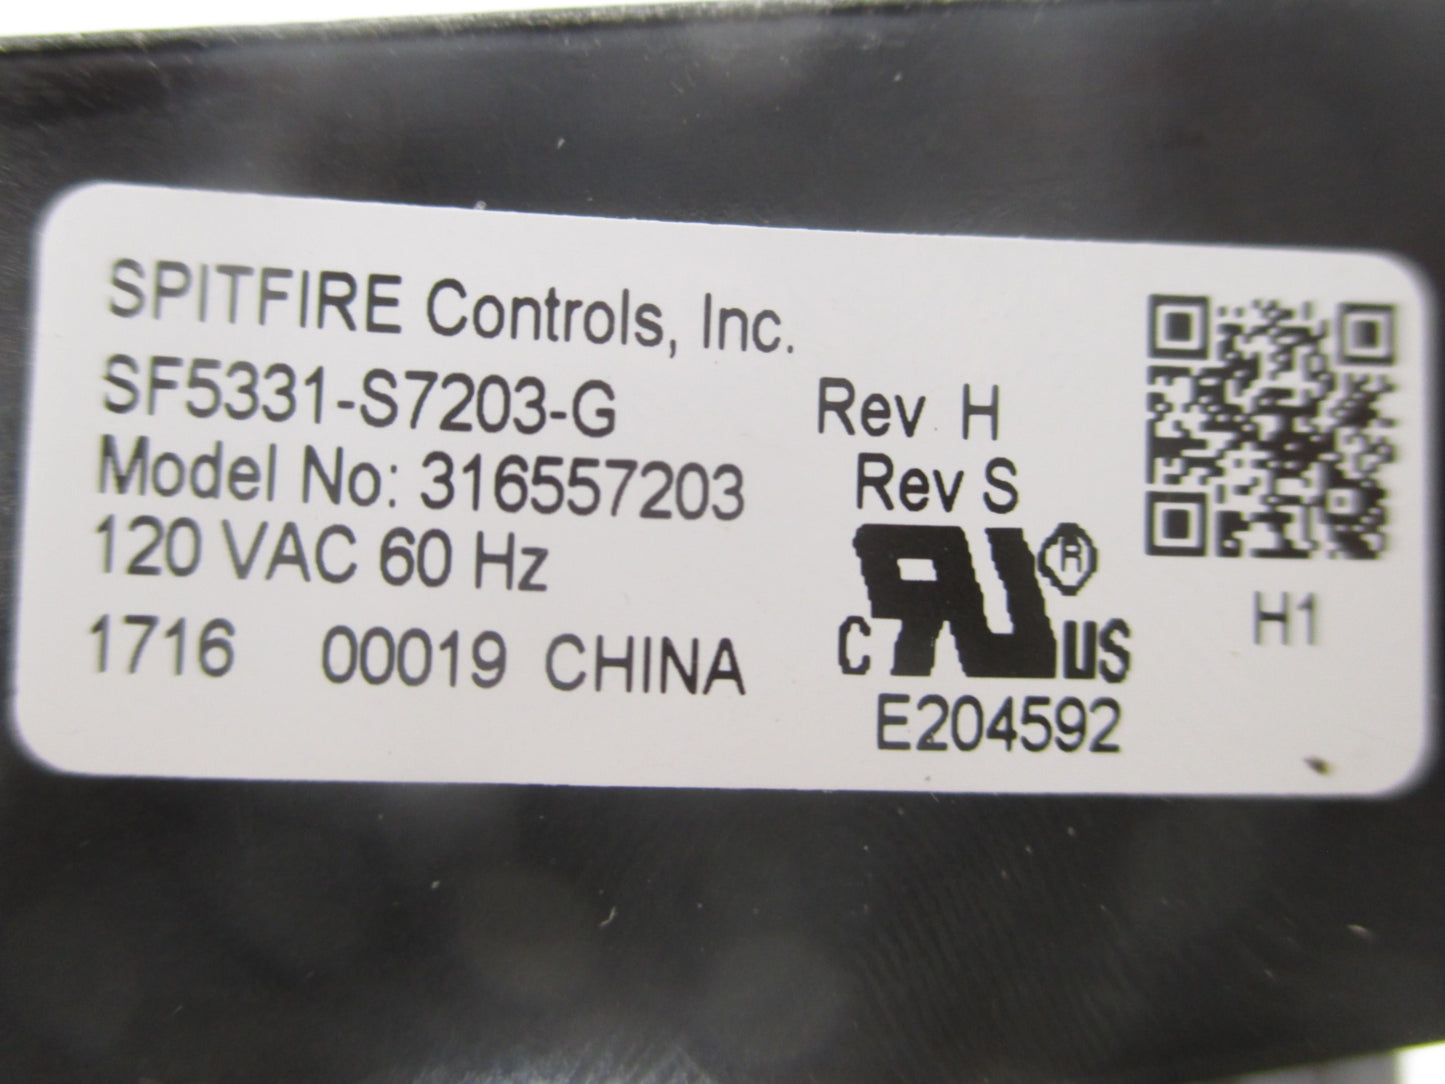 SPITFIRE Controls, Inc.
SF5331-S7203-G Rev H
Model No: 316557203 Rev S
120 VAC 60 Hz
1716 00019 CHINA
C RU US ®
E204592
H1